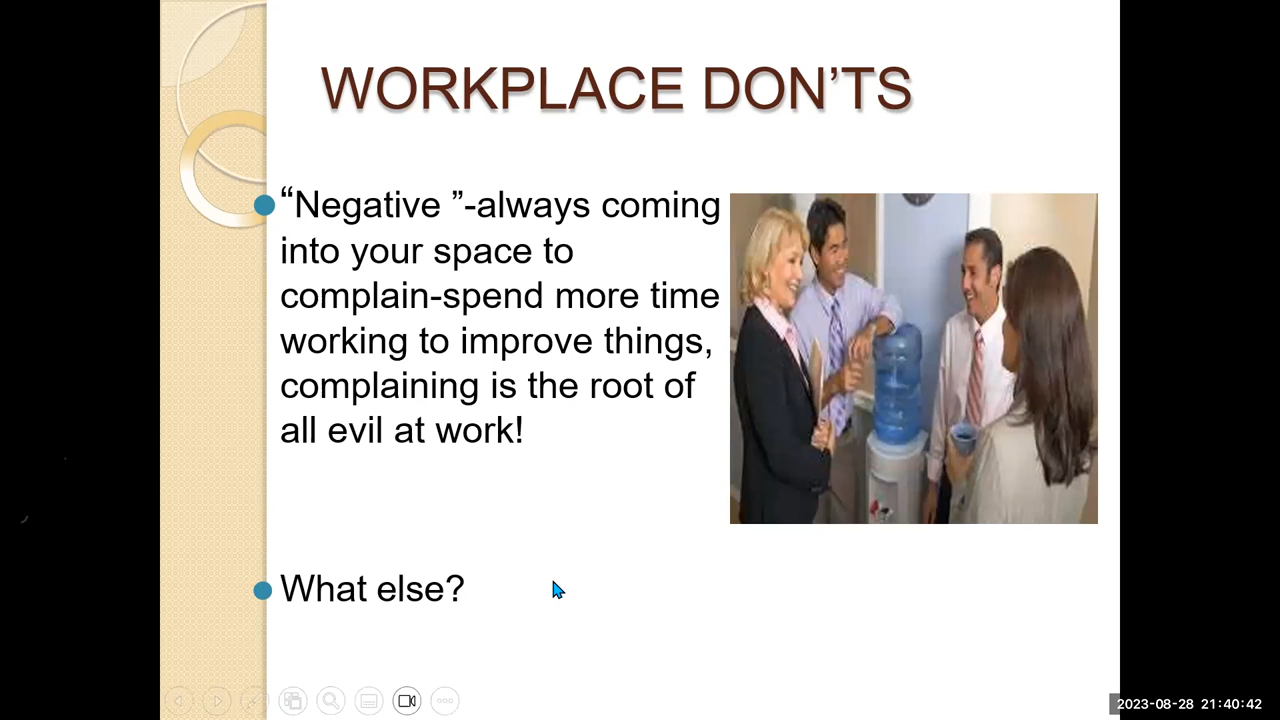 WORKPLACE DON’TS
“Negative ”-always coming
into your space to
complain-spend more time
working to improve things,
complaining is the root of
all evil at work!
What else?
2023-08-28 21:40:42